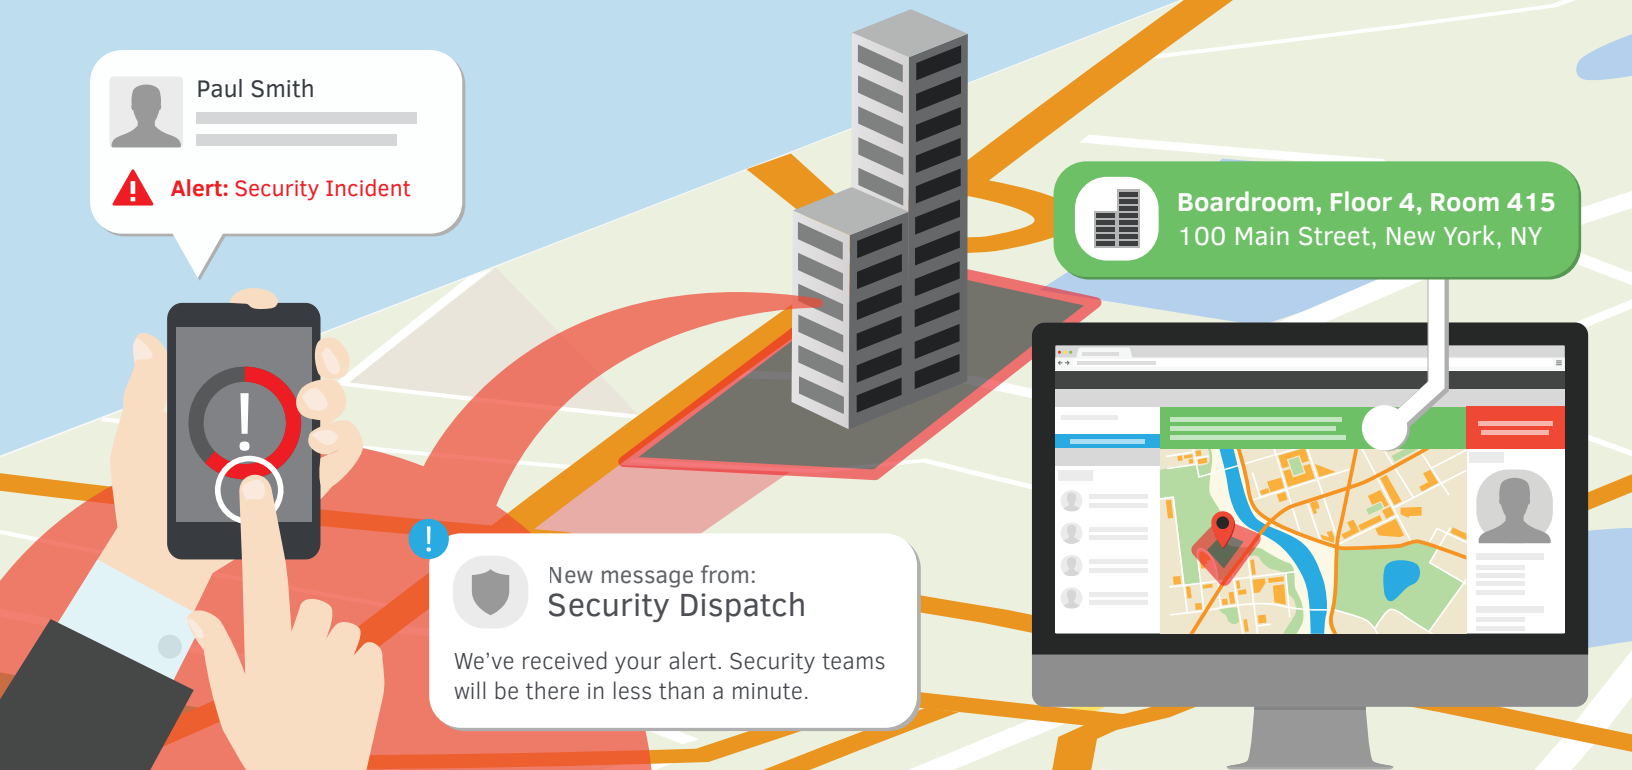 Paul Smith
Alert: Security Incident
Boardroom, Floor 4, Room 415
100 Main Street, New York, NY
!
!
New message from:
Security Dispatch
We’ve received your alert. Security teams
will be there in less than a minute.